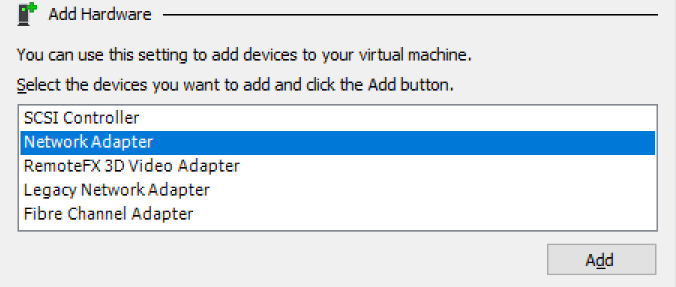 Add Hardware
You can use this setting to add devices to your virtual machine.
Select the devices you want to add and click the Add button.
SCSI Controller
Network Adapter
RemoteFX 3D Video Adapter
Legacy Network Adapter
Fibre Channel Adapter
Add